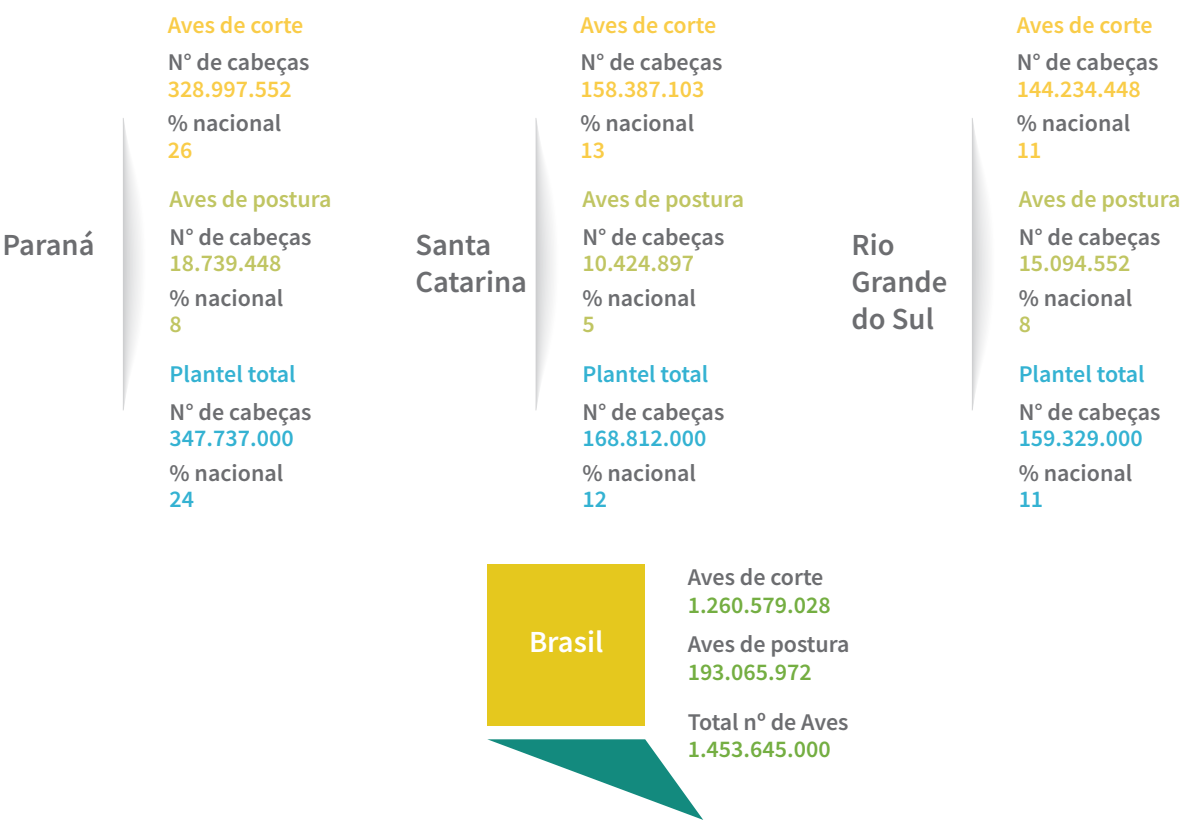 Paraná
Aves de corte
N° de cabeças
328.997.552
% nacional
26
Aves de postura
N° de cabeças
18.739.448
% nacional
8
Plantel total
N° de cabeças
347.737.000
% nacional
24
Santa
Catarina
Aves de corte
N° de cabeças
158.387.103
% nacional
13
Aves de postura
N° de cabeças
10.424.897
% nacional
5
Plantel total
N° de cabeças
168.812.000
% nacional
12
Rio
Grande
do Sul
Aves de corte
N° de cabeças
144.234.448
% nacional
11
Aves de postura
N° de cabeças
15.094.552
% nacional
8
Plantel total
N° de cabeças
159.329.000
% nacional
11
Brasil
Aves de corte
1.260.579.028
Aves de postura
193.065.972
Total nº de Aves
1.453.645.000